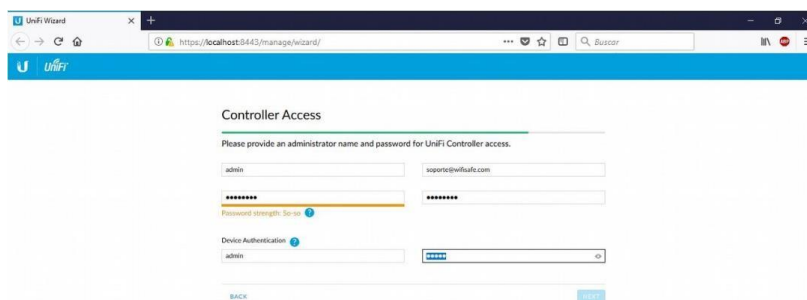 UniFi Wizard
https://localhost:8443/manage/wizard/
Buscar
UniFi
Controller Access
Please provide an administrator name and password for UniFi Controller access.
admin
soporte@wifisafe.com
••••••••
••••••••
Password strength: So-so ?
Device Authentication ?
admin
•••••
BACK
NEXT